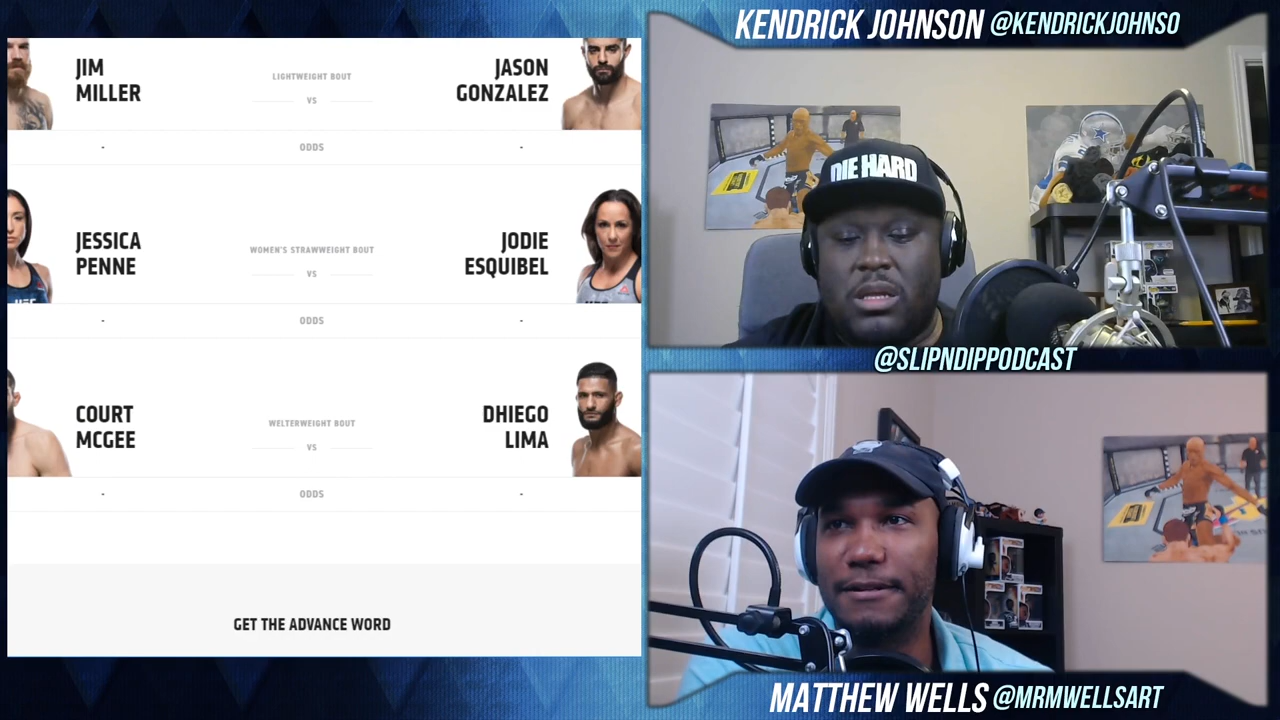 JIM
MILLER
LIGHTWEIGHT BOUT
VS
JASON
GONZALEZ
-
ODDS
-
JESSICA
PENNE
WOMEN'S STRAWWEIGHT BOUT
VS
JODIE
ESQUIBEL
-
ODDS
-
COURT
MCGEE
WELTERWEIGHT BOUT
VS
DHIEGO
LIMA
-
ODDS
-
GET THE ADVANCE WORD
KENDRICK JOHNSON @KENDRICKJOHNSO
DIE HARD
@SLIPNDIPPODCAST
MATTHEW WELLS @MRMWELLSART